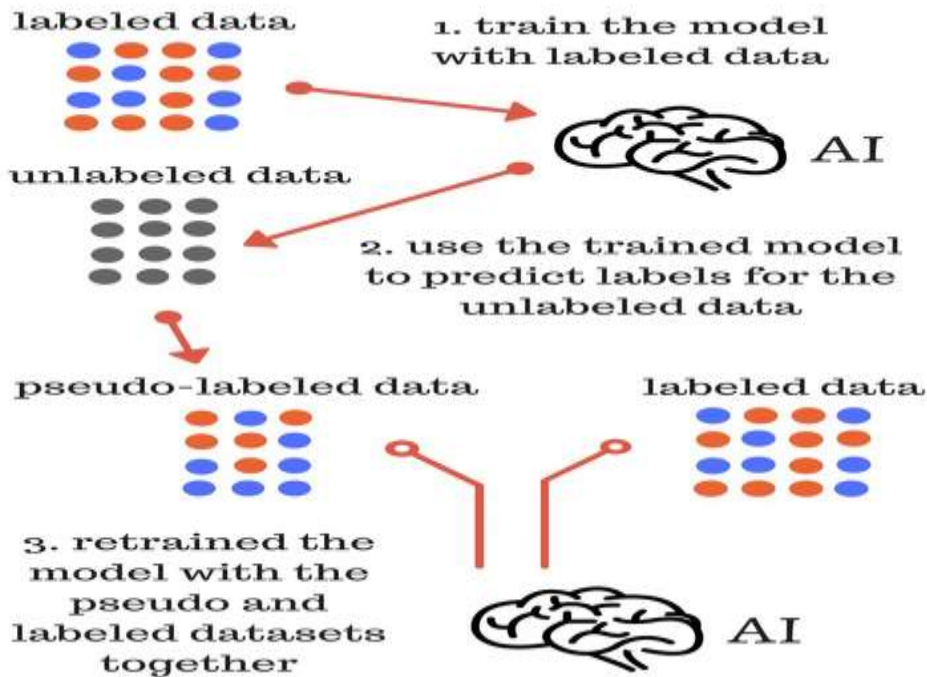 labeled data
1. train the model
with labeled data
AI
unlabeled data
2. use the trained model
to predict labels for the
unlabeled data
pseudo-labeled data
labeled data
3. retrained the
model with the
pseudo and
labeled datasets
together
AI